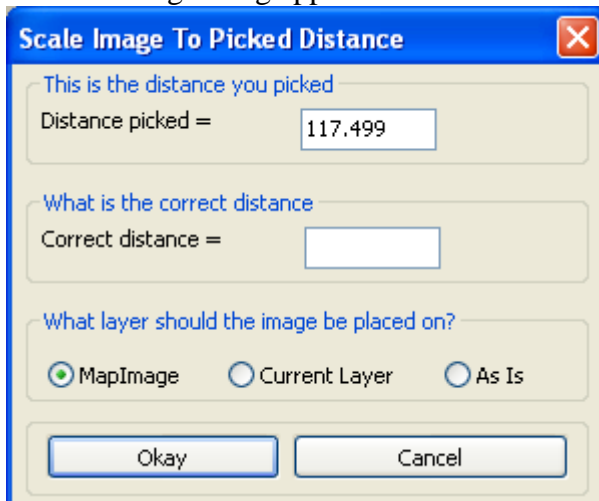 Scale Image To Picked Distance
This is the distance you picked
Distance picked =
117.499
What is the correct distance
Correct distance =
What layer should the image be placed on?
MapImage
Current Layer
As Is
Okay
Cancel